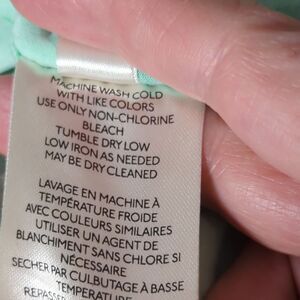 MACHINE WASH COLD
WITH LIKE COLORS
USE ONLY NON-CHLORINE
BLEACH
TUMBLE DRY LOW
LOW IRON AS NEEDED
MAY BE DRY CLEANED
LAVAGE EN MACHINE À
TEMPÉRATURE FROIDE
AVEC COULEURS SIMILAIRES
UTILISER UN AGENT DE
BLANCHIMENT SANS CHLORE SI
NÉCESSAIRE
SECHER PAR CULBUTAGE À BASSE
TEMPERATURE